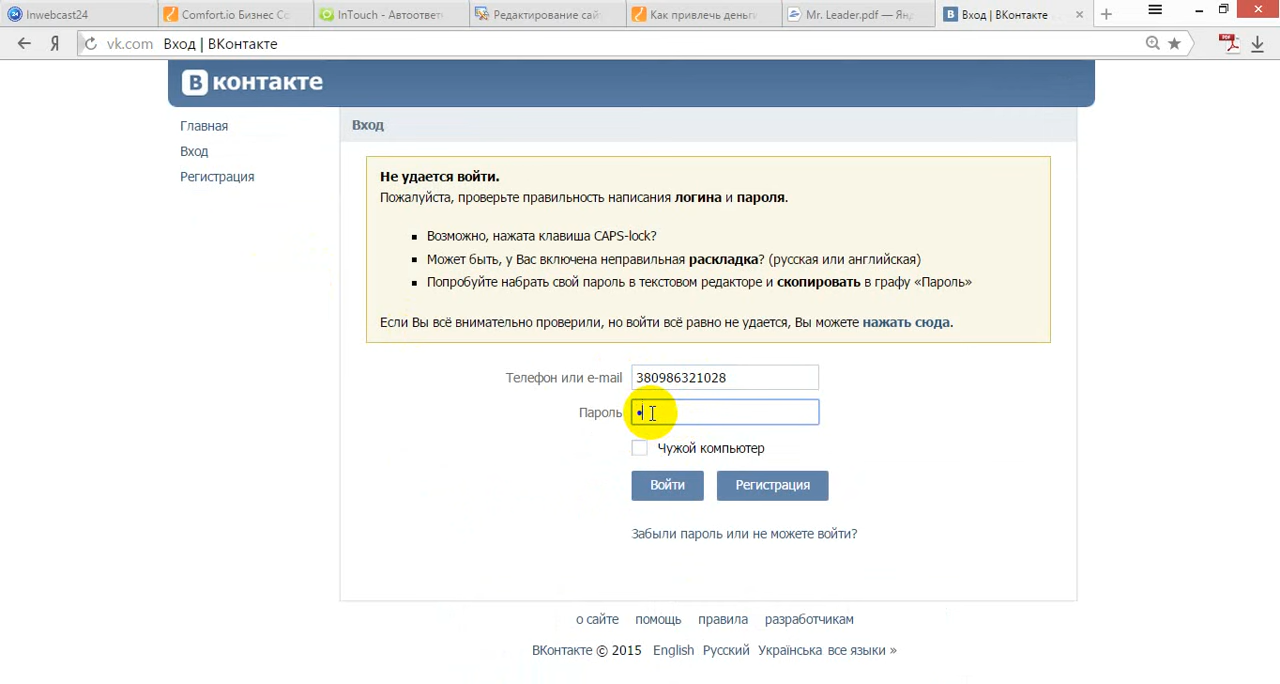 Inwebcast24
Comfort.io Бизнес Со
InTouch - Автоответ
Редактирование сай
Как привлечь деньги
Mr. Leader.pdf — Ян
Вход | ВКонтакте
vk.com Вход | ВКонтакте
В контакте
Главная
Вход
Регистрация
Вход
Не удается войти.
Пожалуйста, проверьте правильность написания логина и пароля.
Возможно, нажата клавиша CAPS-lock?
Может быть, у Вас включена неправильная раскладка? (русская или английская)
Попробуйте набрать свой пароль в текстовом редакторе и скопировать в графу «Пароль»
Если Вы всё внимательно проверили, но войти всё равно не удается, Вы можете нажать сюда.
Телефон или e-mail 380986321028
Пароль
Чужой компьютер
Войти Регистрация
Забыли пароль или не можете войти?
о сайте помощь правила разработчикам
ВКонтакте © 2015 English Русский Українська все языки »